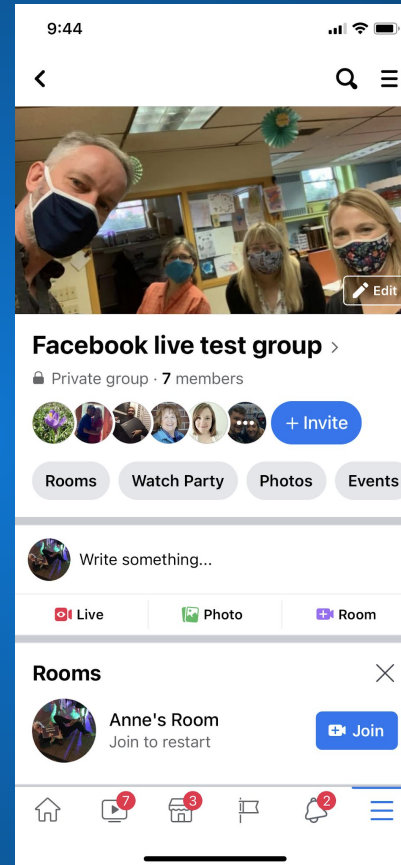 9:44
Edit
Facebook live test group
Private group · 7 members
+ Invite
Rooms Watch Party Photos Events
Write something...
Live Photo Room
Rooms
Anne's Room
Join to restart
Join
7 3 2